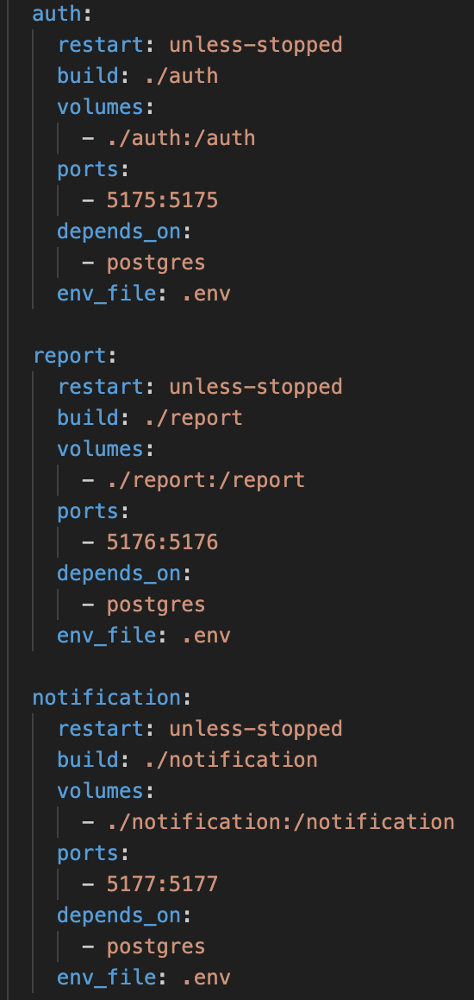 auth:
  restart: unless-stopped
  build: ./auth
  volumes:
    - ./auth:/auth
  ports:
    - 5175:5175
  depends_on:
    - postgres
  env_file: .env

report:
  restart: unless-stopped
  build: ./report
  volumes:
    - ./report:/report
  ports:
    - 5176:5176
  depends_on:
    - postgres
  env_file: .env

notification:
  restart: unless-stopped
  build: ./notification
  volumes:
    - ./notification:/notification
  ports:
    - 5177:5177
  depends_on:
    - postgres
  env_file: .env